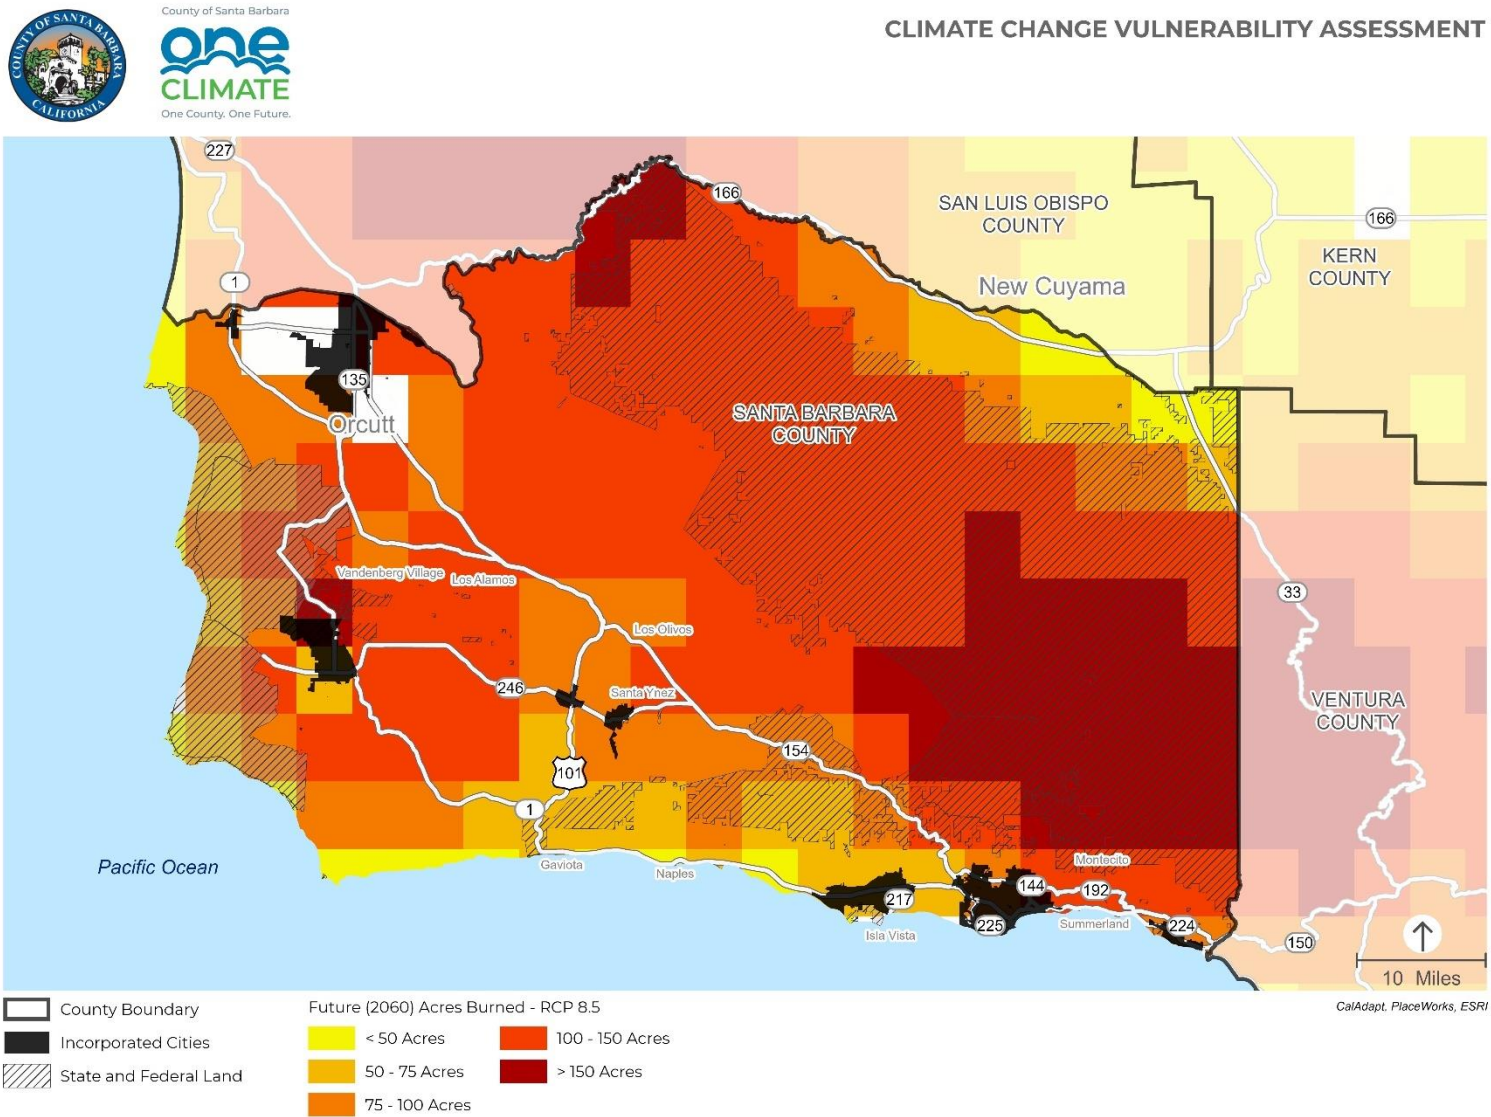 COUNTY OF SANTA BARBARA
CALIFORNIA
County of Santa Barbara
one
CLIMATE
One County. One Future.
CLIMATE CHANGE VULNERABILITY ASSESSMENT
227
166
SAN LUIS OBISPO
COUNTY
166
KERN
COUNTY
1
New Cuyama
135
Orcutt
SANTA BARBARA
COUNTY
Vandenberg Village
Los Alamos
33
Los Olivos
246
Santa Ynez
VENTURA
COUNTY
154
101
1
Pacific Ocean
Gaviota
Naples
Montecito
144
192
217
225
Summerland
224
Isla Vista
150
10 Miles
CalAdapt, PlaceWorks, ESRI
County Boundary
Incorporated Cities
State and Federal Land
Future (2060) Acres Burned - RCP 8.5
< 50 Acres
50 - 75 Acres
75 - 100 Acres
100 - 150 Acres
> 150 Acres